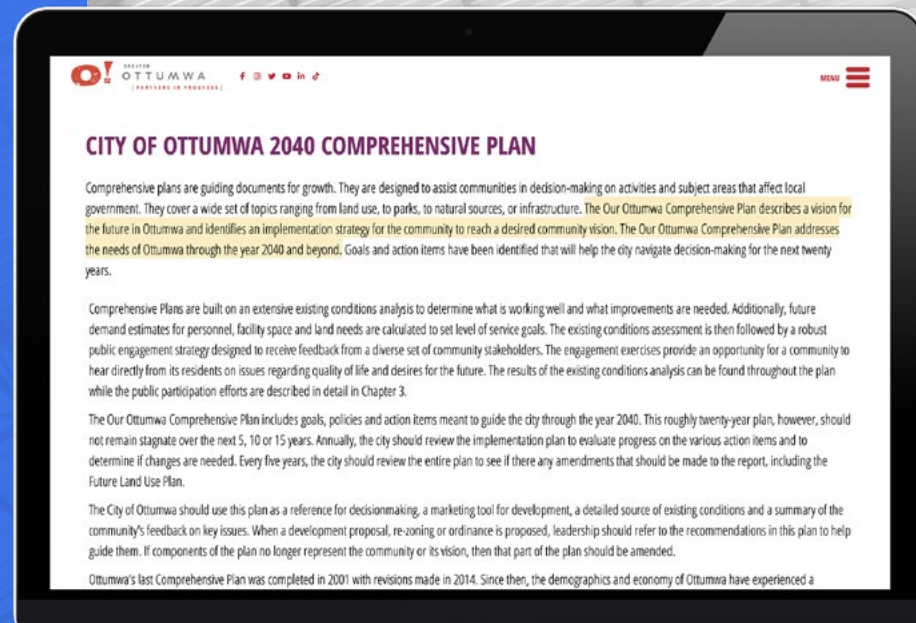 GREATER
OTTUMWA
[ PARTNERS IN PROGRESS ]
MENU
CITY OF OTTUMWA 2040 COMPREHENSIVE PLAN
Comprehensive plans are guiding documents for growth. They are designed to assist communities in decision-making on activities and subject areas that affect local
government. They cover a wide set of topics ranging from land use, to parks, to natural sources, or infrastructure. The Our Ottumwa Comprehensive Plan describes a vision for
the future in Ottumwa and identifies an implementation strategy for the community to reach a desired community vision. The Our Ottumwa Comprehensive Plan addresses
the needs of Ottumwa through the year 2040 and beyond. Goals and action items have been identified that will help the city navigate decision-making for the next twenty
years.
Comprehensive Plans are built on an extensive existing conditions analysis to determine what is working well and what improvements are needed. Additionally, future
demand estimates for personnel, facility space and land needs are calculated to set level of service goals. The existing conditions assessment is then followed by a robust
public engagement strategy designed to receive feedback from a diverse set of community stakeholders. The engagement exercises provide an opportunity for a community to
hear directly from its residents on issues regarding quality of life and desires for the future. The results of the existing conditions analysis can be found throughout the plan
while the public participation efforts are described in detail in Chapter 3.
The Our Ottumwa Comprehensive Plan includes goals, policies and action items meant to guide the city through the year 2040. This roughly twenty-year plan, however, should
not remain stagnate over the next 5, 10 or 15 years. Annually, the city should review the implementation plan to evaluate progress on the various action items and to
determine if changes are needed. Every five years, the city should review the entire plan to see if there any amendments that should be made to the report, including the
Future Land Use Plan.
The City of Ottumwa should use this plan as a reference for decisionmaking, a marketing tool for development, a detailed source of existing conditions and a summary of the
community's feedback on key issues. When a development proposal, re-zoning or ordinance is proposed, leadership should refer to the recommendations in this plan to help
guide them. If components of the plan no longer represent the community or its vision, then that part of the plan should be amended.
Ottumwa's last Comprehensive Plan was completed in 2001 with revisions made in 2014. Since then, the demographics and economy of Ottumwa have experienced a